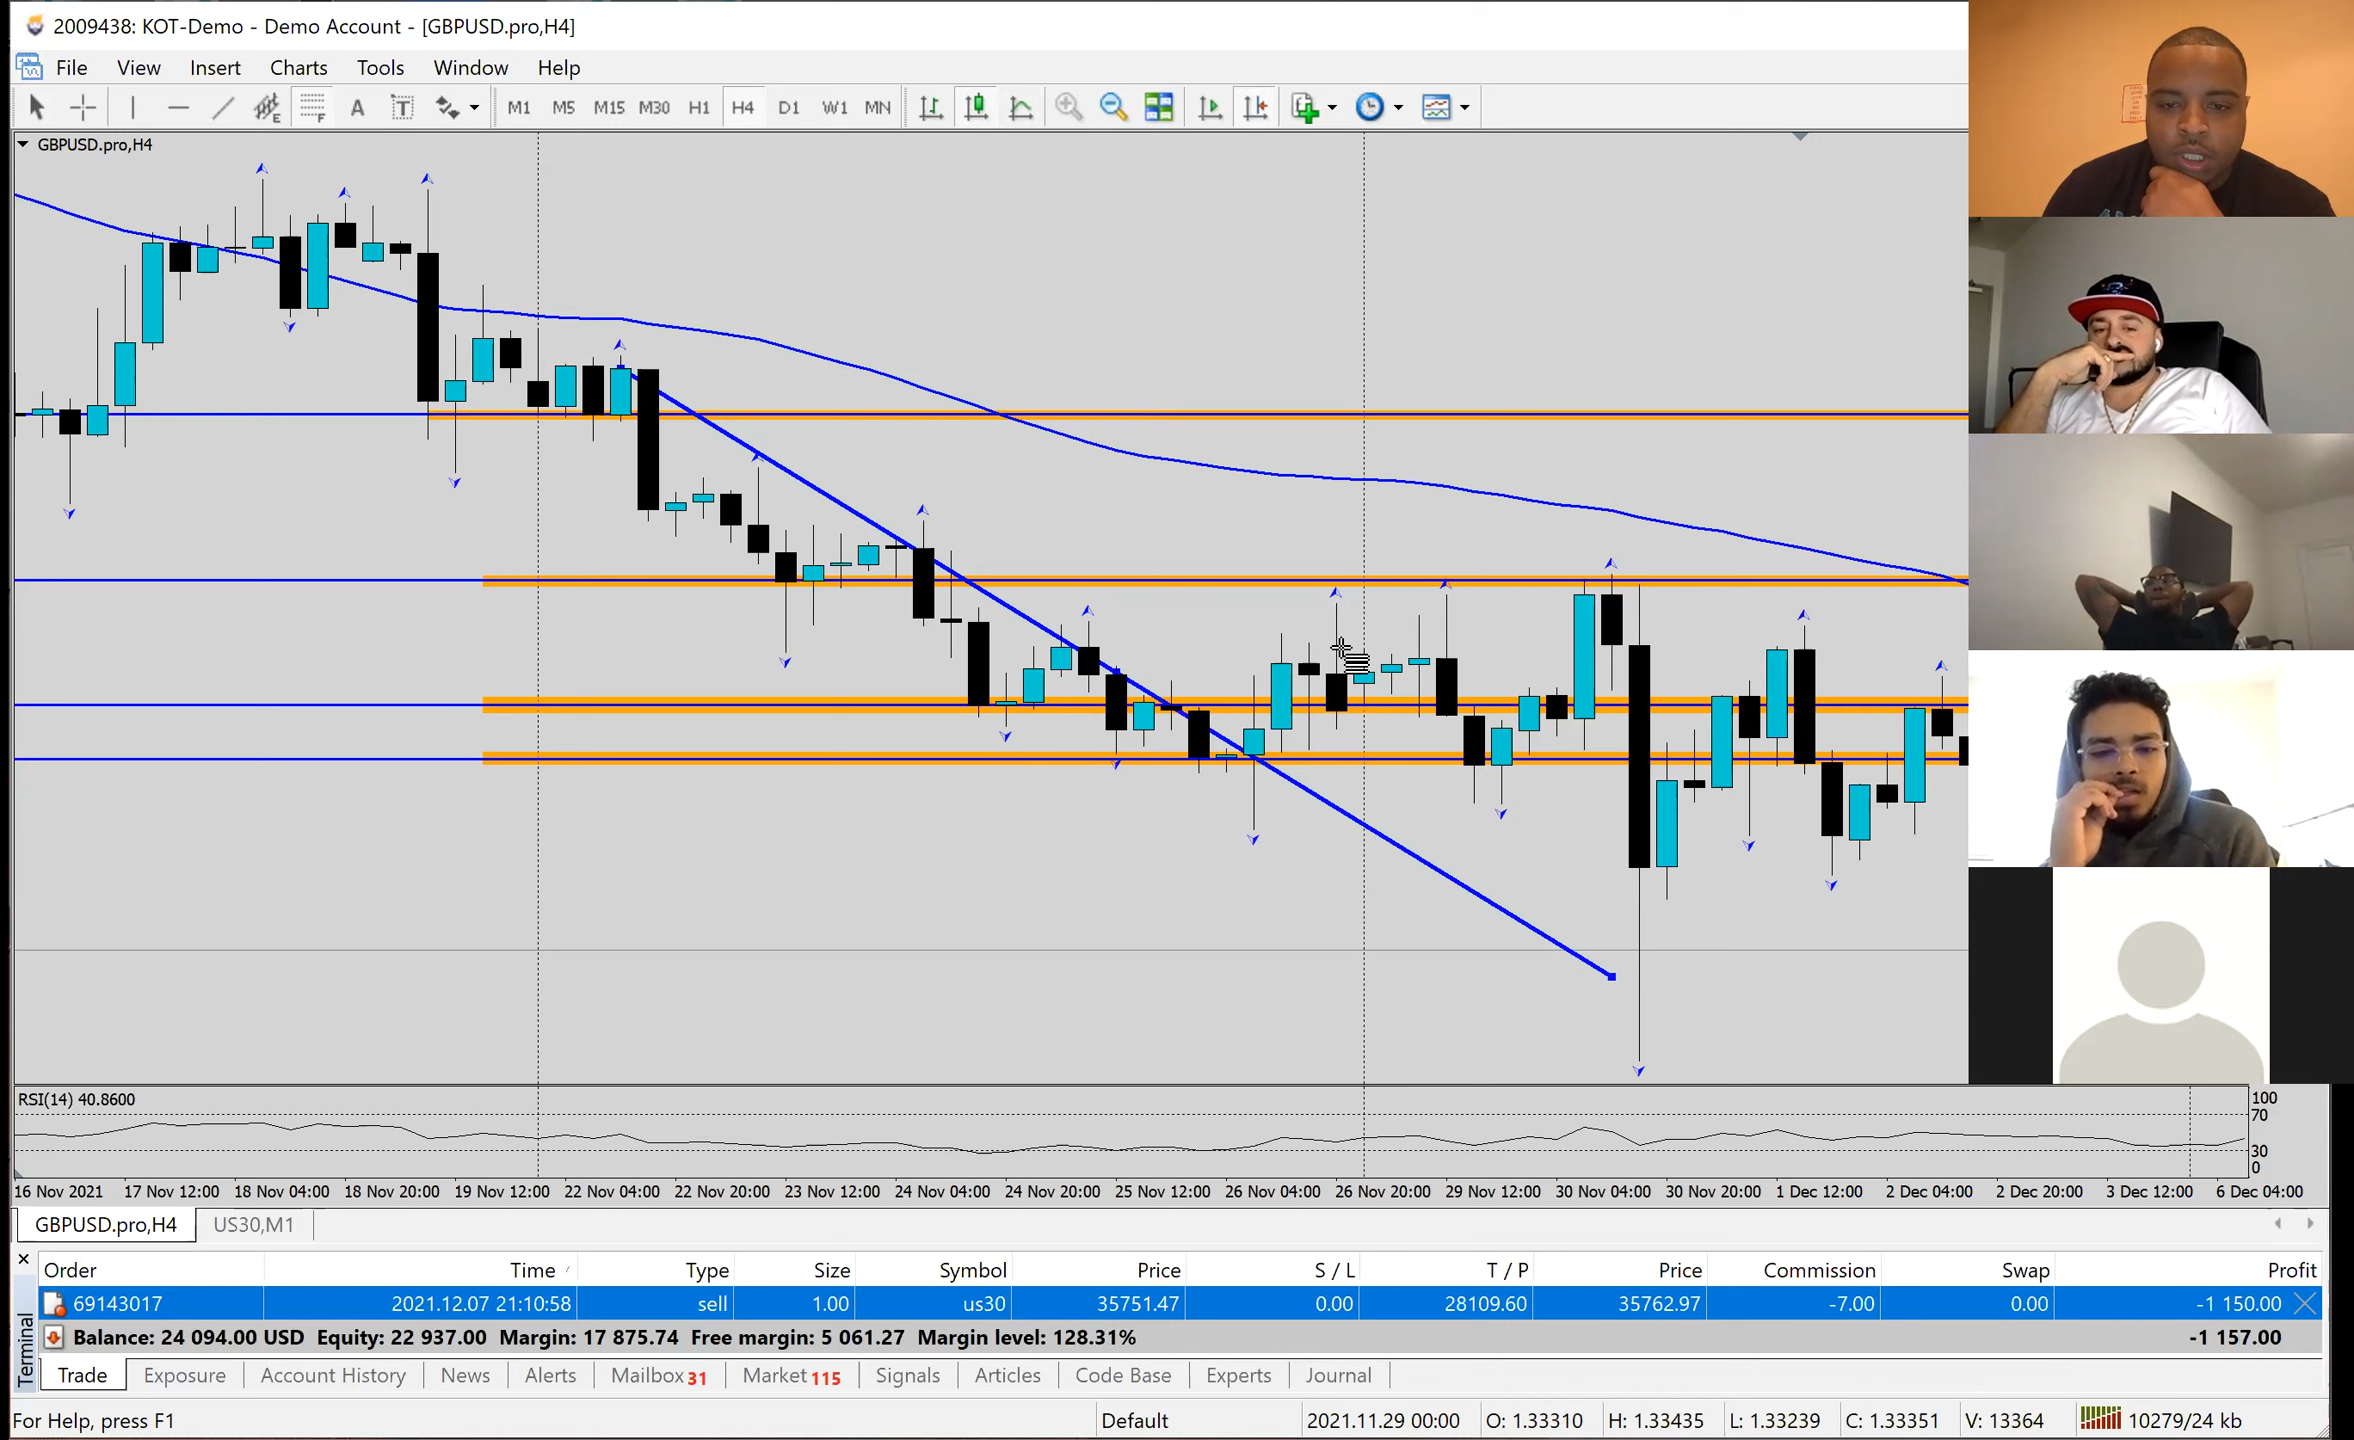 2009438: KOT-Demo - Demo Account - [GBPUSD.pro,H4]
File View Insert Charts Tools Window Help
E F A T M1 M5 M15 M30 H1 H4 D1 W1 MN
GBPUSD.pro,H4
RSI(14) 40.8600
100
70
30
0
16 Nov 2021 17 Nov 12:00 18 Nov 04:00 18 Nov 20:00 19 Nov 12:00 22 Nov 04:00 22 Nov 20:00 23 Nov 12:00 24 Nov 04:00 24 Nov 20:00 25 Nov 12:00 26 Nov 04:00 26 Nov 20:00 29 Nov 12:00 30 Nov 04:00 30 Nov 20:00 1 Dec 12:00 2 Dec 04:00 2 Dec 20:00 3 Dec 12:00 6 Dec 04:00
GBPUSD.pro,H4 US30,M1
Order Time Type Size Symbol Price S / L T / P Price Commission Swap Profit
69143017 2021.12.07 21:10:58 sell 1.00 us30 35751.47 0.00 28109.60 35762.97 -7.00 0.00 -1 150.00
Balance: 24 094.00 USD Equity: 22 937.00 Margin: 17 875.74 Free margin: 5 061.27 Margin level: 128.31% -1 157.00
Terminal
Trade Exposure Account History News Alerts Mailbox 31 Market 115 Signals Articles Code Base Experts Journal
For Help, press F1 Default 2021.11.29 00:00 O: 1.33310 H: 1.33435 L: 1.33239 C: 1.33351 V: 13364 10279/24 kb